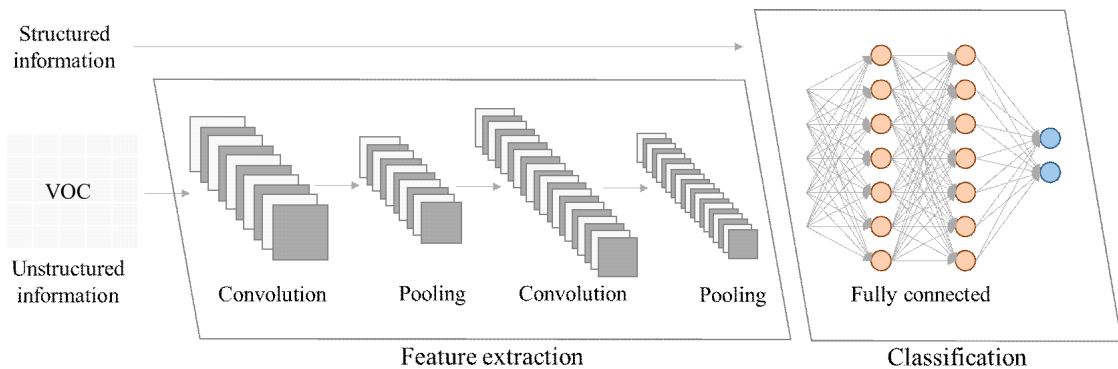 Structured
information
VOC
Unstructured
information
Convolution
Pooling
Convolution
Pooling
Feature extraction
Fully connected
Classification